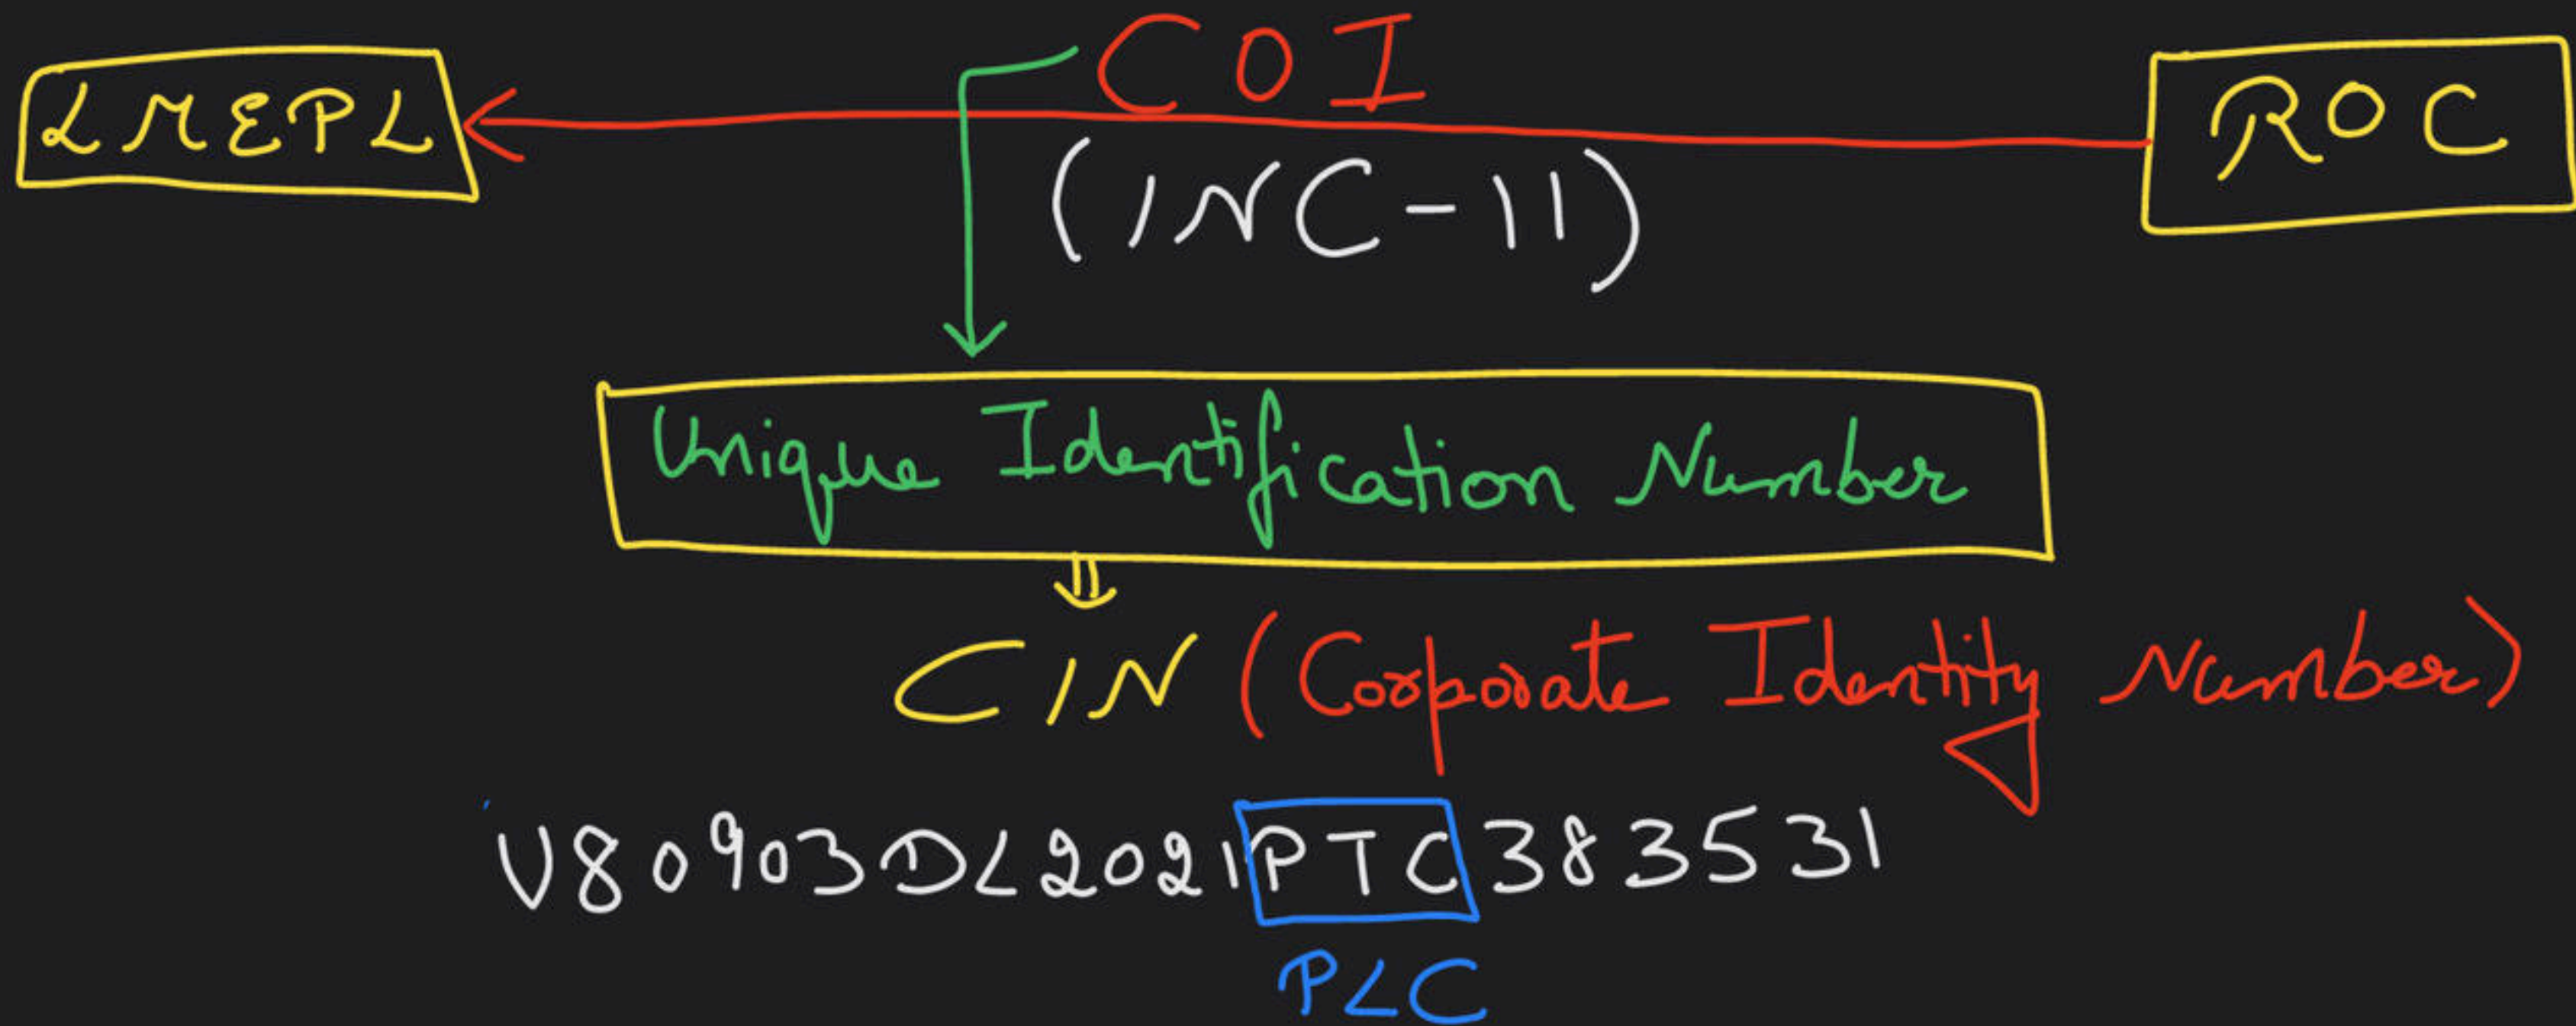 COI
LMEPL ROC
(INC-11)
Unique Identification Number
CIN (Corporate Identity Number)
U80903DL2021PTC383531
PLC